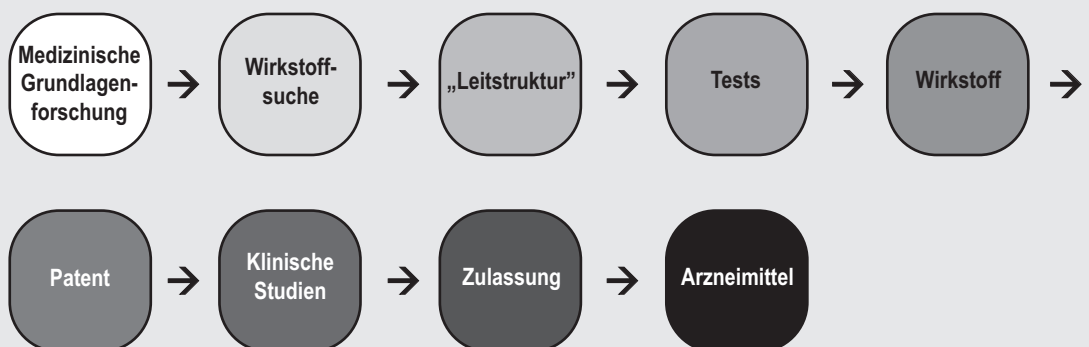 Medizinische
Grundlagen-
forschung
Wirkstoff-
suche
„Leitstruktur”
Tests
Wirkstoff
Patent
Klinische
Studien
Zulassung
Arzneimittel